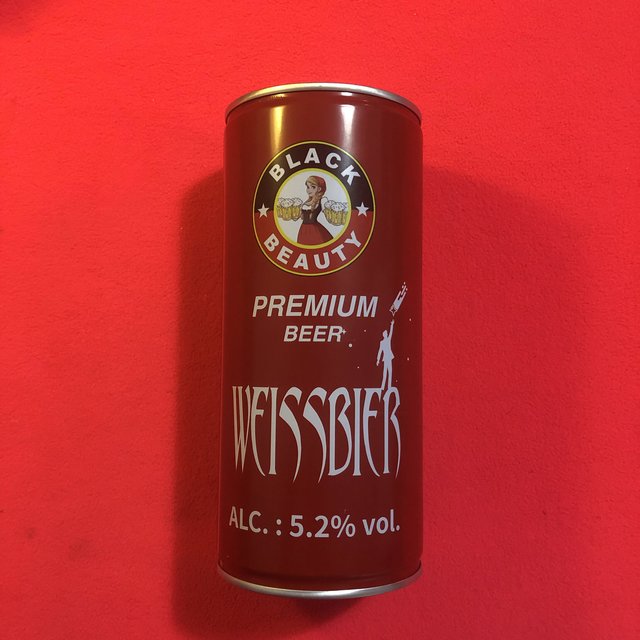 BLACK
BEAUTY
PREMIUM
BEER
WEISSBIER
ALC. : 5.2% vol.